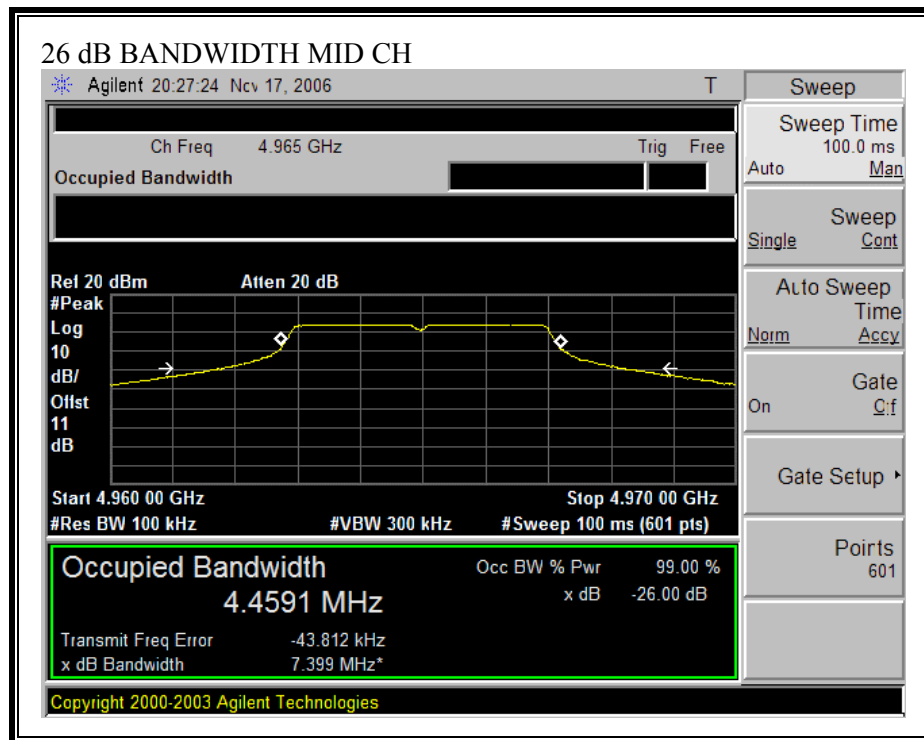 26 dB BANDWIDTH MID CH
Agilent 20:27:24 Nov 17, 2006 T
Ch Freq 4.965 GHz Trig Free
Occupied Bandwidth
Ref 20 dBm Atten 20 dB
#Peak
Log
10
dB/
Offst
11
dB
Start 4.960 00 GHz Stop 4.970 00 GHz
#Res BW 100 kHz #VBW 300 kHz #Sweep 100 ms (601 pts)
Occupied Bandwidth
4.4591 MHz
Occ BW % Pwr 99.00 %
x dB -26.00 dB
Transmit Freq Error -43.812 kHz
x dB Bandwidth 7.399 MHz*
Copyright 2000-2003 Agilent Technologies
Sweep
Sweep Time
100.0 ms
Auto Man
Sweep
Single Cont
Auto Sweep
Time
Norm Accy
Gate
On Off
Gate Setup
Points
601